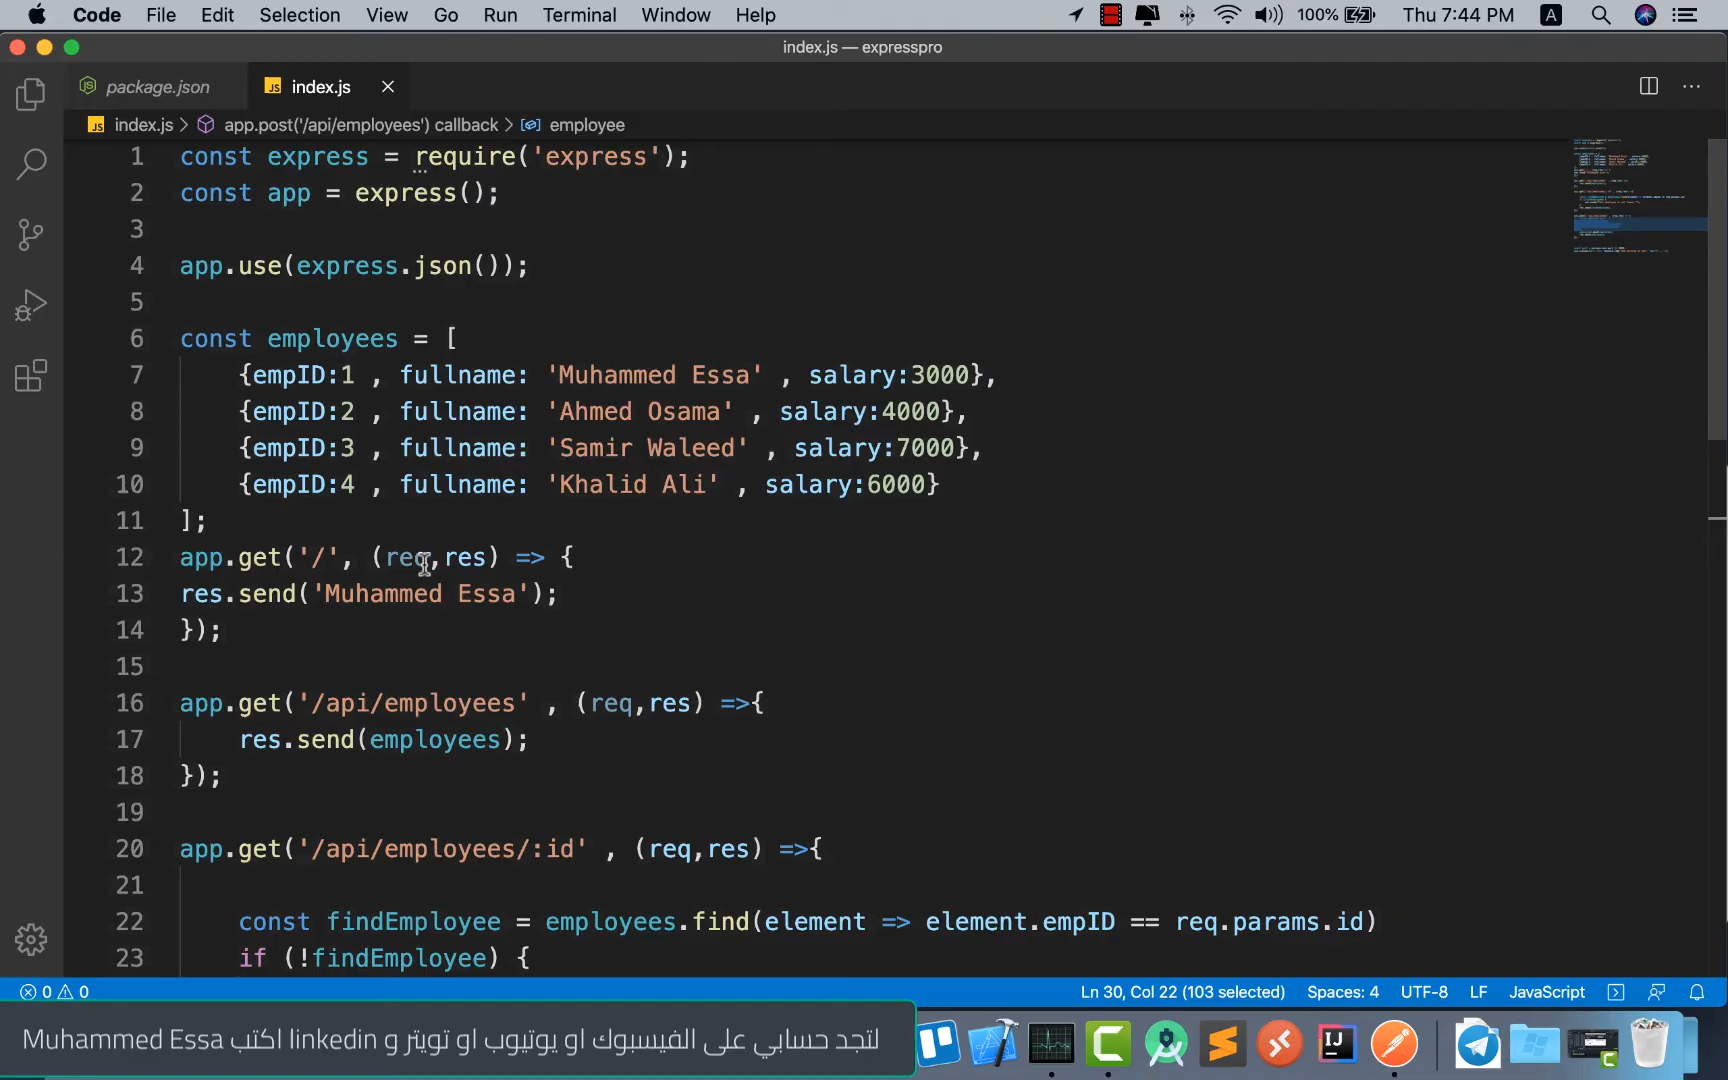 Code File Edit Selection View Go Run Terminal Window Help 100% Thu 7:44 PM A
index.js — expresspro
package.json JS index.js
JS index.js > app.post('/api/employees') callback > employee
1 const express = require('express');
2 const app = express();
3
4 app.use(express.json());
5
6 const employees = [
7 {empID:1 , fullname: 'Muhammed Essa' , salary:3000},
8 {empID:2 , fullname: 'Ahmed Osama' , salary:4000},
9 {empID:3 , fullname: 'Samir Waleed' , salary:7000},
10 {empID:4 , fullname: 'Khalid Ali' , salary:6000}
11 ];
12 app.get('/', (req,res) => {
13 res.send('Muhammed Essa');
14 });
15
16 app.get('/api/employees' , (req,res) =>{
17 res.send(employees);
18 });
19
20 app.get('/api/employees/:id' , (req,res) =>{
21
22 const findEmployee = employees.find(element => element.empID == req.params.id)
23 if (!findEmployee) {
0 0 Ln 30, Col 22 (103 selected) Spaces: 4 UTF-8 LF JavaScript
لتجد حسابي على الفيسبوك او يوتيوب او تويتر و linkedin اكتب Muhammed Essa
IJ